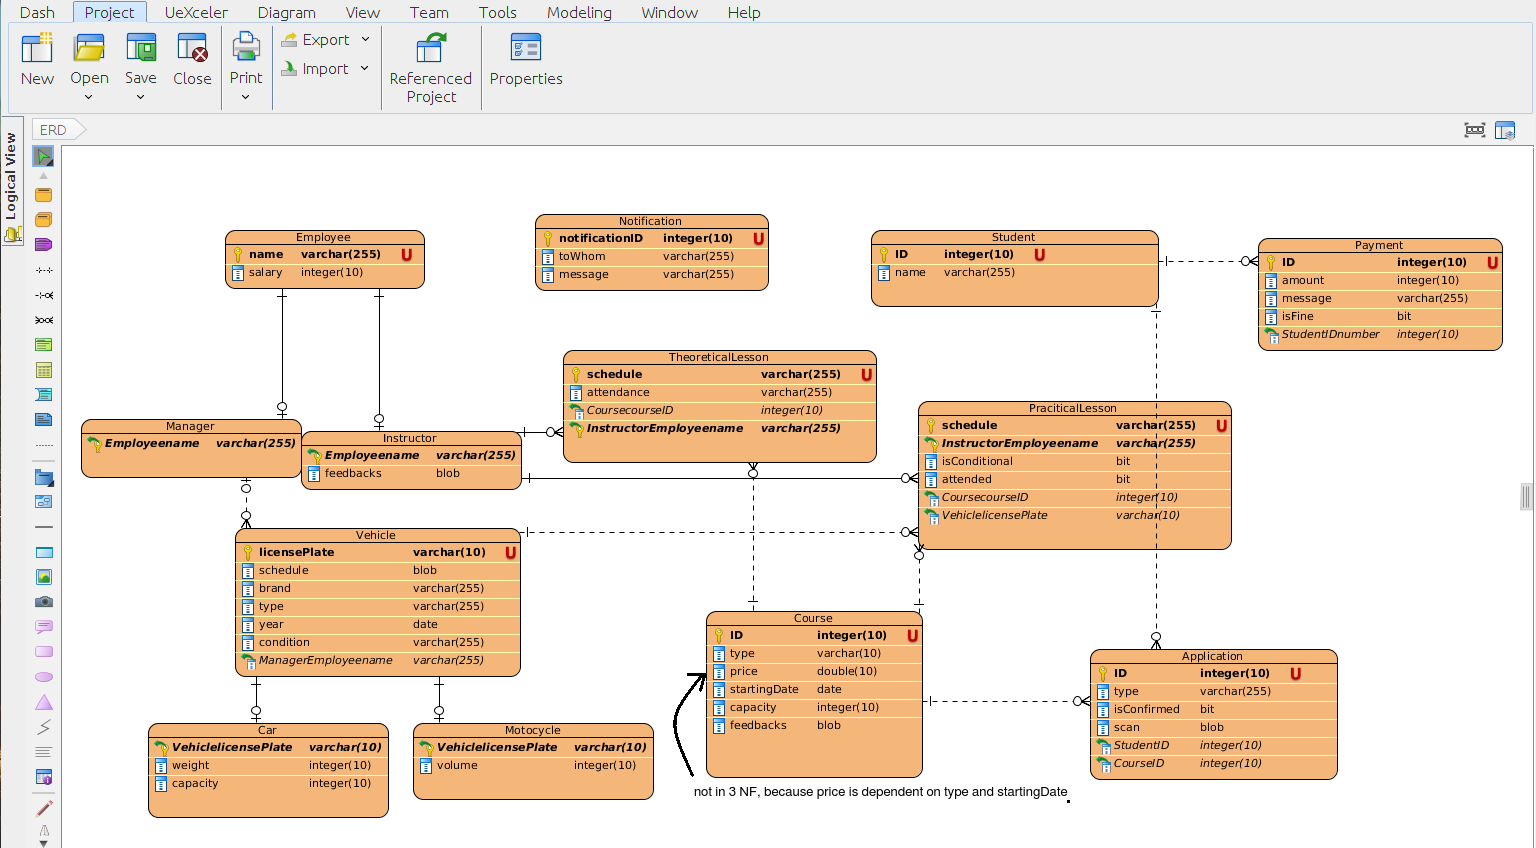 Dash Project UeXceler Diagram View Team Tools Modeling Window Help
New Open Save Close Print Export Import Referenced Project Properties
ERD
Logical View
Employee
name varchar(255) U
salary integer(10)
Notification
notificationID integer(10) U
toWhom varchar(255)
message varchar(255)
Student
ID integer(10) U
name varchar(255)
Payment
ID integer(10) U
amount integer(10)
message varchar(255)
isFine bit
StudentIDnumber integer(10)
TheoreticalLesson
schedule varchar(255) U
attendance varchar(255)
CoursecourseID integer(10)
InstructorEmployeename varchar(255)
PraciticalLesson
schedule varchar(255) U
InstructorEmployeename varchar(255)
isConditional bit
attended bit
CoursecourseID integer(10)
VehiclelicensePlate varchar(10)
Manager
Employeename varchar(255)
Instructor
Employeename varchar(255)
feedbacks blob
Vehicle
licensePlate varchar(10) U
schedule blob
brand varchar(255)
type varchar(255)
year date
condition varchar(255)
ManagerEmployeename varchar(255)
Course
ID integer(10) U
type varchar(10)
price double(10)
startingDate date
capacity integer(10)
feedbacks blob
Application
ID integer(10) U
type varchar(255)
isConfirmed bit
scan blob
StudentID integer(10)
CourseID integer(10)
Car
VehiclelicensePlate varchar(10)
weight integer(10)
capacity integer(10)
Motocycle
VehiclelicensePlate varchar(10)
volume integer(10)
not in 3 NF, because price is dependent on type and startingDate